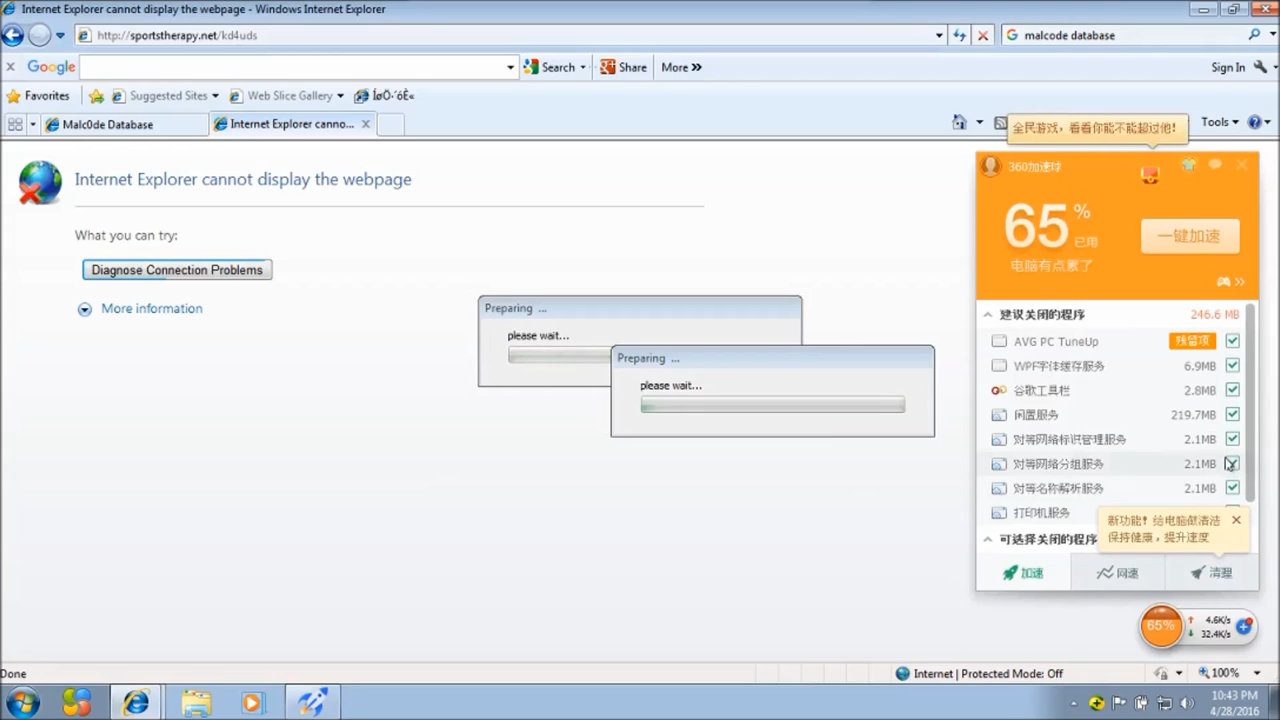 Internet Explorer cannot display the webpage - Windows Internet Explorer
http://sportstherapy.net/kd4uds
malcode database
Google
Search
Share
More »
Sign In
Favorites
Suggested Sites
Web Slice Gallery
ÍøÖ·´óÈ«
Malc0de Database
Internet Explorer canno...
Tools
全民游戏，看看你能不能超过他!
Internet Explorer cannot display the webpage
What you can try:
Diagnose Connection Problems
More information
Preparing ...
please wait...
Preparing ...
please wait...
360加速球
65%
已用
一键加速
电脑有点累了
建议关闭的程序 246.6 MB
AVG PC TuneUp 残留项
WPF字体缓存服务 6.9MB
谷歌工具栏 2.8MB
闲置服务 219.7MB
对等网络标识管理服务 2.1MB
对等网络分组服务 2.1MB
对等名称解析服务 2.1MB
打印机服务
新功能！给电脑做清洁
保持健康，提升速度
可选择关闭的程序
加速
网速
清理
65%
4.6K/s
32.4K/s
Done
Internet | Protected Mode: Off
100%
10:43 PM
4/28/2016